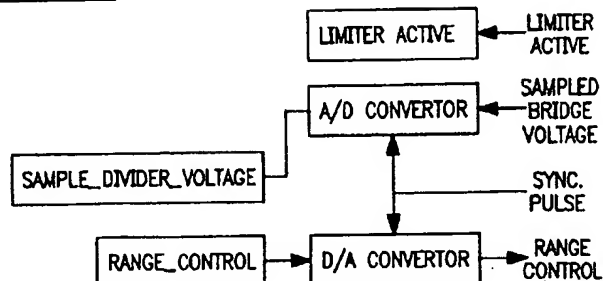 LIMITER ACTIVE
LIMITER
ACTIVE
A/D CONVERTOR
SAMPLED
BRIDGE
VOLTAGE
SAMPLE_DIVIDER_VOLTAGE
SYNC.
PULSE
RANGE_CONTROL
D/A CONVERTOR
RANGE
CONTROL